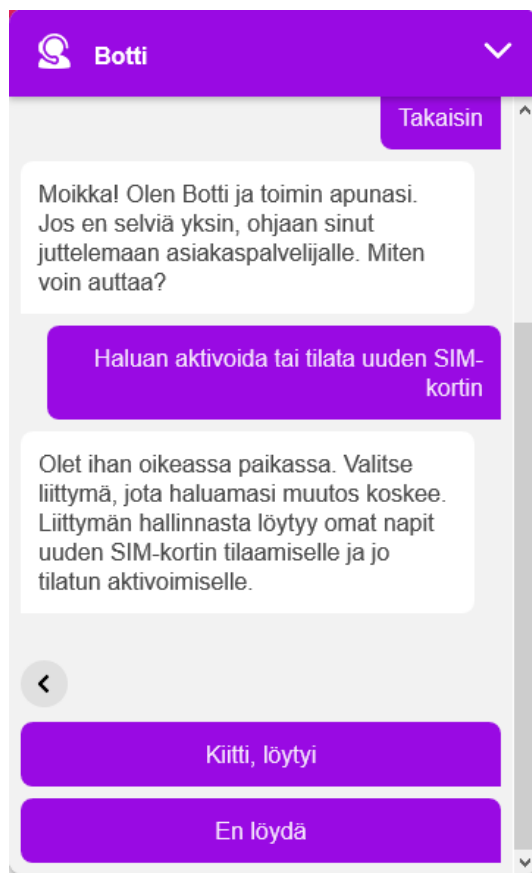 Botti
Takaisin
Moikka! Olen Botti ja toimin apunasi.
Jos en selviä yksin, ohjaan sinut
juttelemaan asiakaspalvelijalle. Miten
voin auttaa?
Haluan aktivoida tai tilata uuden SIM-
kortin
Olet ihan oikeassa paikassa. Valitse
liittymä, jota haluamasi muutos koskee.
Liittymän hallinnasta löytyy omat napit
uuden SIM-kortin tilaamiselle ja jo
tilatun aktivoimiselle.
Kiitti, löytyi
En löydä